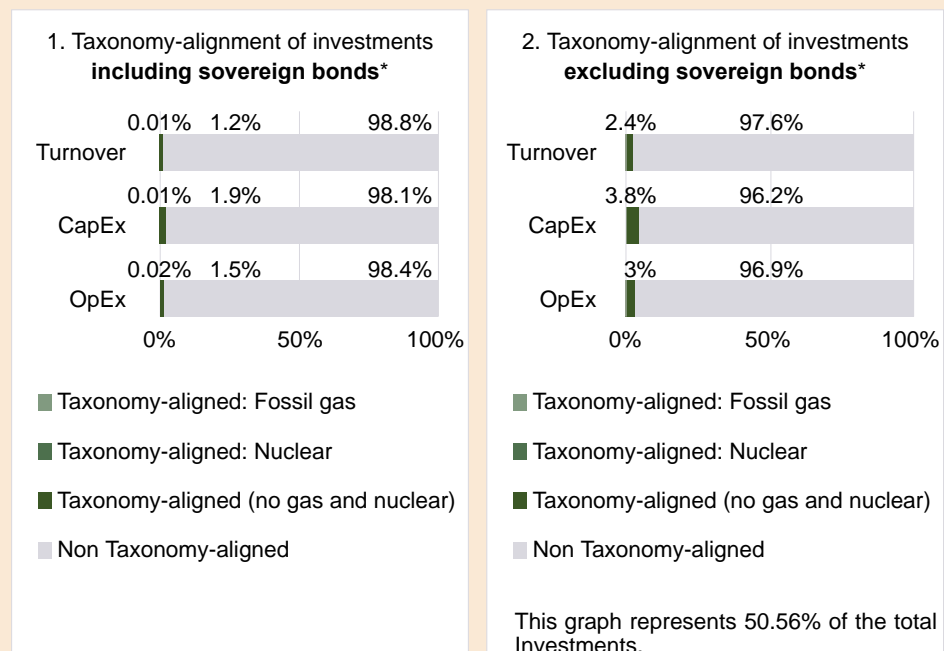 1. Taxonomy-alignment of investments
including sovereign bonds*
0.01% 1.2% 98.8%
Turnover
0.01% 1.9% 98.1%
CapEx
0.02% 1.5% 98.4%
OpEx
0% 50% 100%
Taxonomy-aligned: Fossil gas
Taxonomy-aligned: Nuclear
Taxonomy-aligned (no gas and nuclear)
Non Taxonomy-aligned
2. Taxonomy-alignment of investments
excluding sovereign bonds*
2.4% 97.6%
Turnover
3.8% 96.2%
CapEx
3% 96.9%
OpEx
0% 50% 100%
Taxonomy-aligned: Fossil gas
Taxonomy-aligned: Nuclear
Taxonomy-aligned (no gas and nuclear)
Non Taxonomy-aligned
This graph represents 50.56% of the total
Investments.